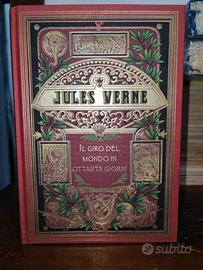 JULES VERNE
IL GIRO DEL
MONDO IN
OTTANTA GIORNI
subito